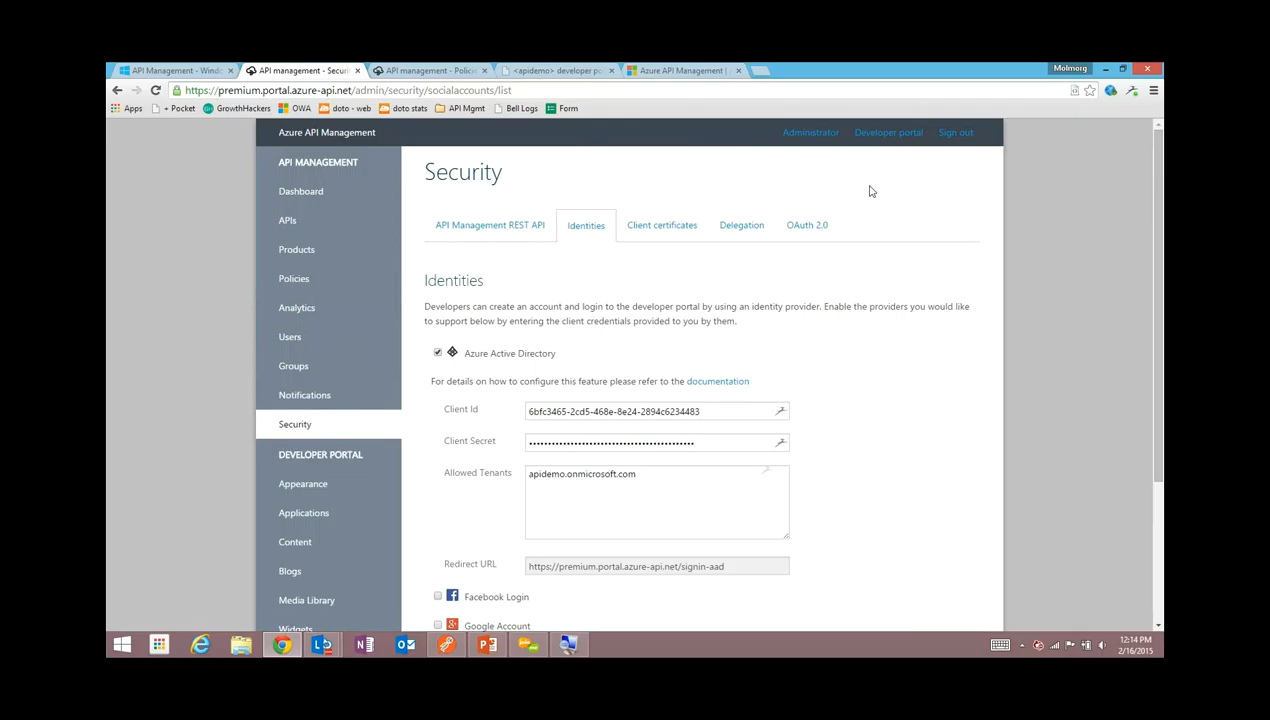 API Management - Windo
API management - Securi
API management - Policie
<apidemo> developer po
Azure API Management |
Molmorg
https://premium.portal.azure-api.net/admin/security/socialaccounts/list
Apps
+ Pocket
GrowthHackers
OWA
doto - web
doto stats
API Mgmt
Bell Logs
Form
Azure API Management
Administrator
Developer portal
Sign out
API MANAGEMENT
Dashboard
APIs
Products
Policies
Analytics
Users
Groups
Notifications
Security
DEVELOPER PORTAL
Appearance
Applications
Content
Blogs
Media Library
Widgets
Security
API Management REST API
Identities
Client certificates
Delegation
OAuth 2.0
Identities
Developers can create an account and login to the developer portal by using an identity provider. Enable the providers you would like
to support below by entering the client credentials provided to you by them.
Azure Active Directory
For details on how to configure this feature please refer to the documentation
Client Id
6bfc3465-2cd5-468e-8e24-2894c6234483
Client Secret
Allowed Tenants
apidemo.onmicrosoft.com
Redirect URL
https://premium.portal.azure-api.net/signin-aad
Facebook Login
Google Account
12:14 PM
2/16/2015